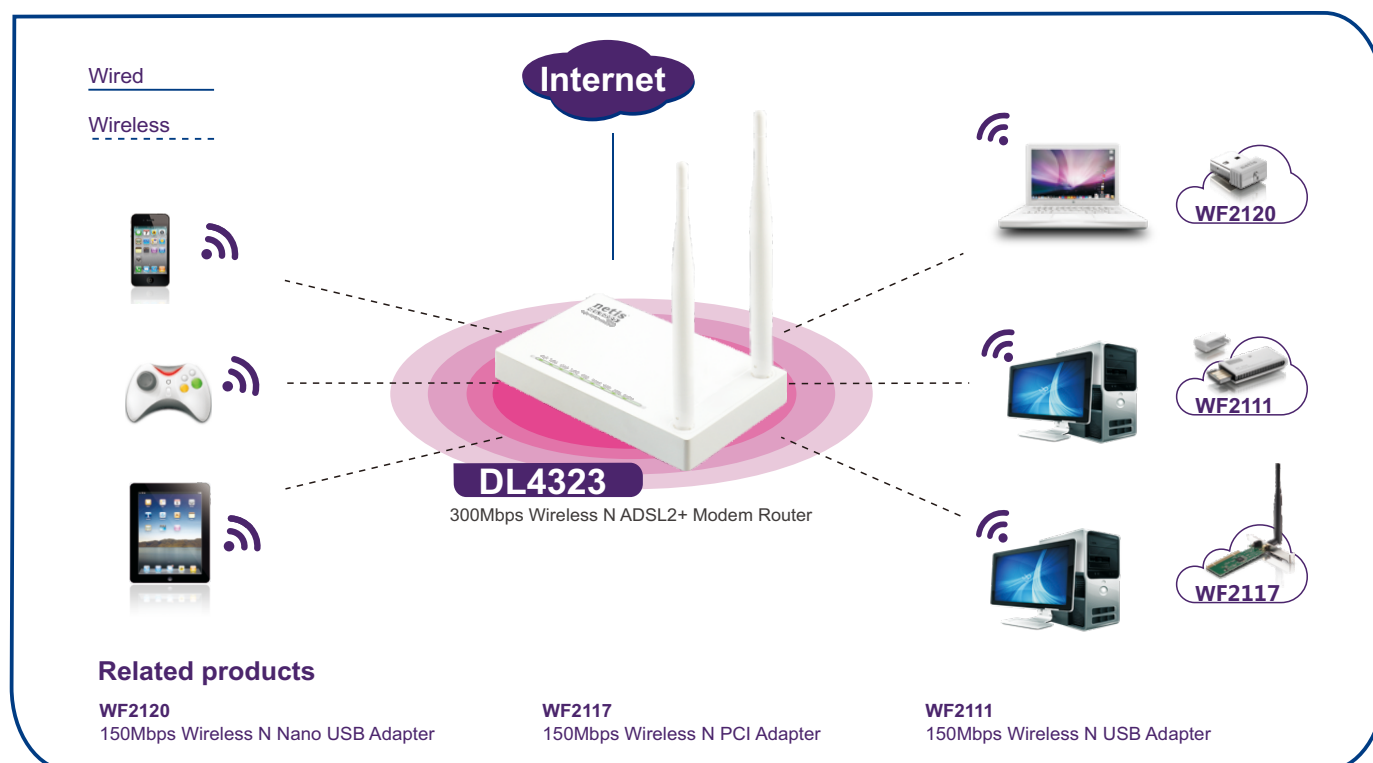 Wired
Internet
Wireless
WF2120
netis
WF2111
DL4323
300Mbps Wireless N ADSL2+ Modem Router
WF2117
Related products
WF2120
150Mbps Wireless N Nano USB Adapter
WF2117
150Mbps Wireless N PCI Adapter
WF2111
150Mbps Wireless N USB Adapter